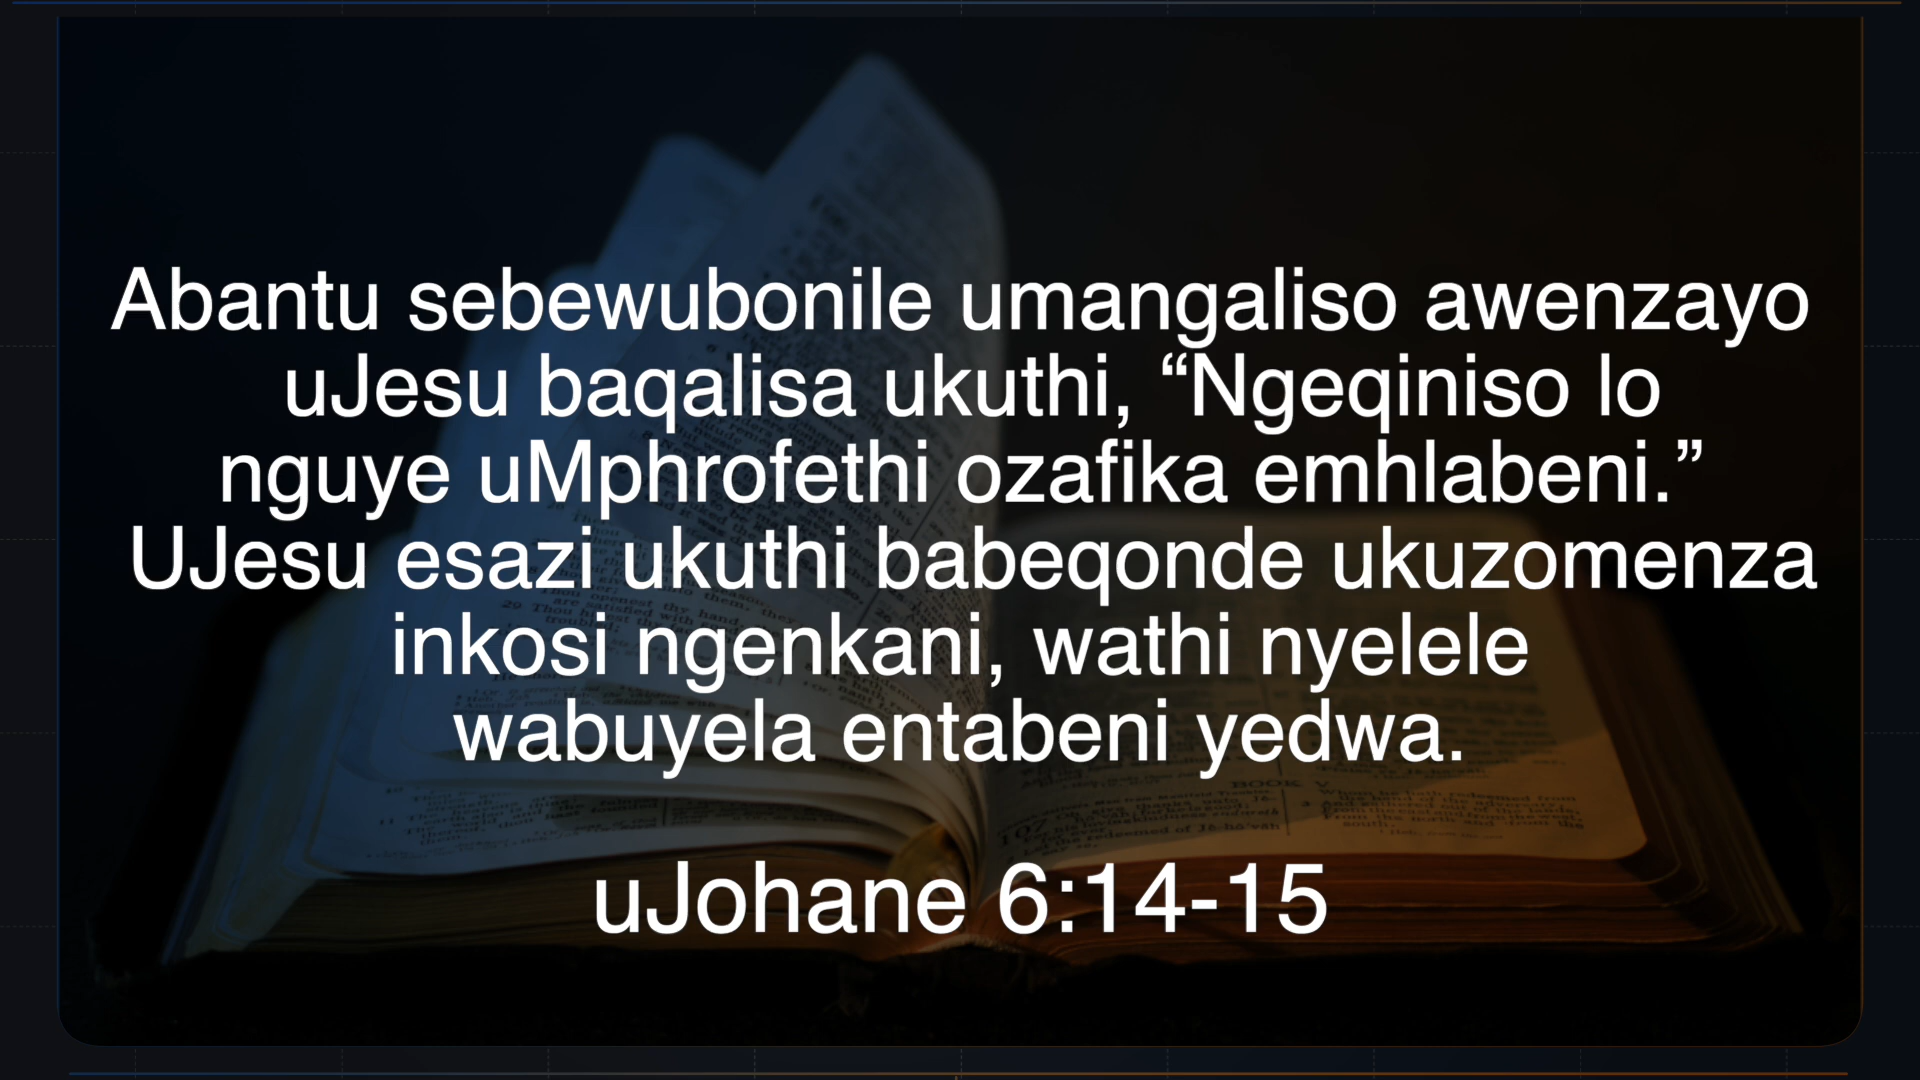 Abantu sebewubonile umangaliso awenzayo
uJesu baqalisa ukuthi, “Ngeqiniso lo
nguye uMphrofethi ozafika emhlabeni.”
UJesu esazi ukuthi babeqonde ukuzomenza
inkosi ngenkani, wathi nyelele
wabuyela entabeni yedwa.
uJohane 6:14-15